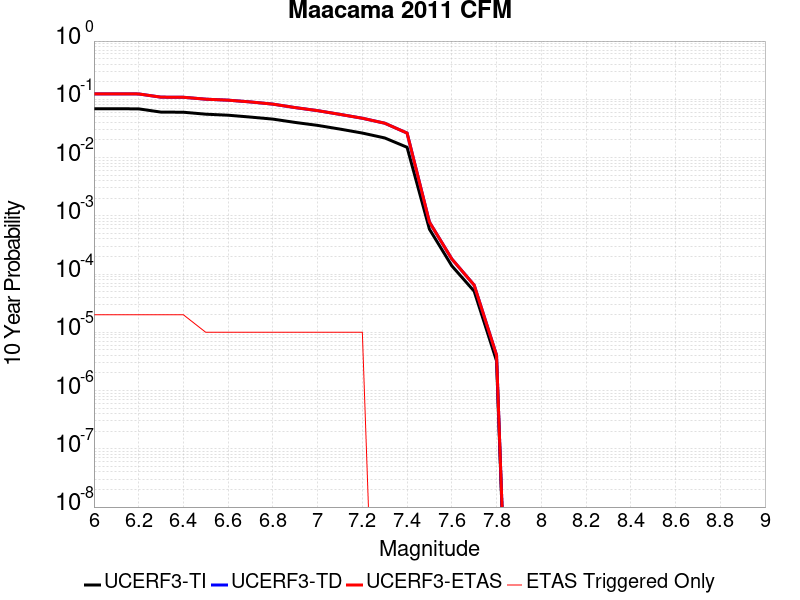 Maacama 2011 CFM
10 Year Probability
10^0
10^-1
10^-2
10^-3
10^-4
10^-5
10^-6
10^-7
10^-8
6 6.2 6.4 6.6 6.8 7 7.2 7.4 7.6 7.8 8 8.2 8.4 8.6 8.8 9
Magnitude
UCERF3-TI UCERF3-TD UCERF3-ETAS ETAS Triggered Only